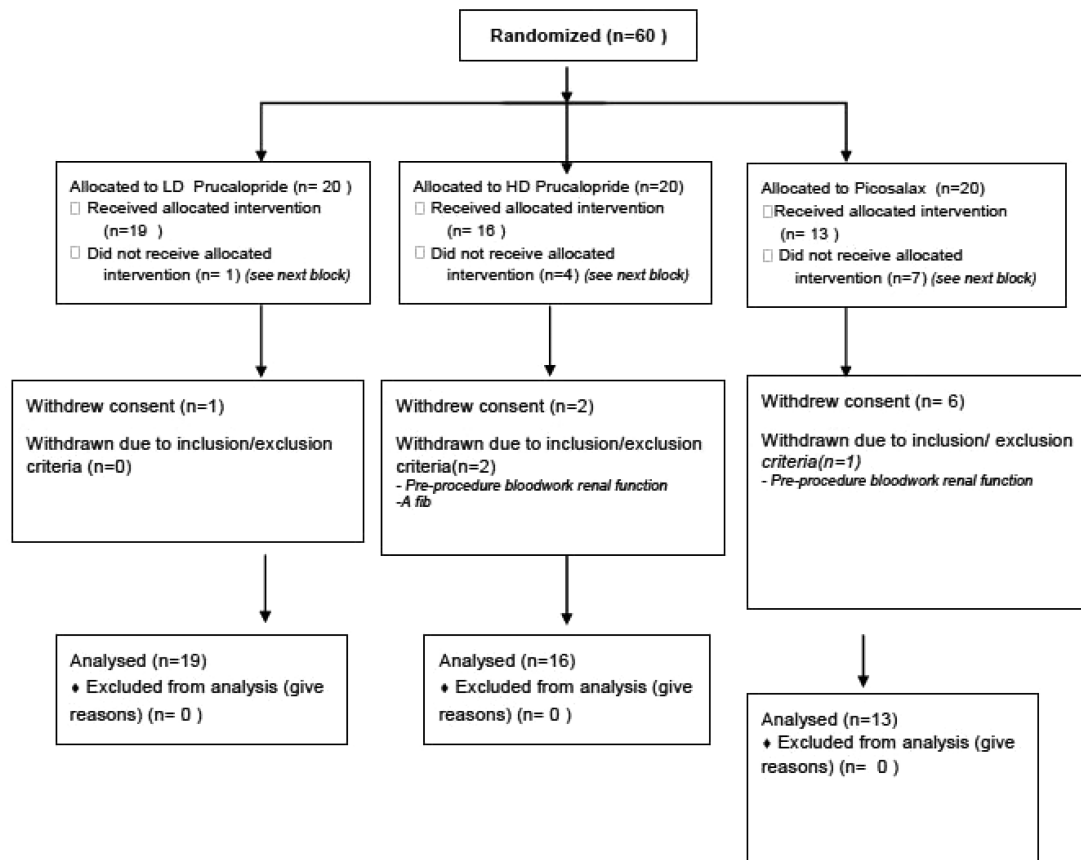 Randomized (n=60 )
Allocated to LD Prucalopride (n= 20 )
□ Received allocated intervention
(n=19 )
□ Did not receive allocated
intervention (n= 1) (see next block)
Allocated to HD Prucalopride (n=20)
□ Received allocated intervention
(n= 16 )
□ Did not receive allocated
intervention (n=4) (see next block)
Allocated to Picosalax (n=20)
□Received allocated intervention
(n= 13 )
□ Did not receive allocated
intervention (n=7) (see next block)
Withdrew consent (n=1)
Withdrawn due to inclusion/exclusion
criteria (n=0)
Withdrew consent (n=2)
Withdrawn due to inclusion/exclusion
criteria(n=2)
- Pre-procedure bloodwork renal function
-A fib
Withdrew consent (n= 6)
Withdrawn due to inclusion/ exclusion
criteria(n=1)
- Pre-procedure bloodwork renal function
Analysed (n=19)
♦ Excluded from analysis (give
reasons) (n= 0 )
Analysed (n=16)
♦ Excluded from analysis (give
reasons) (n= 0 )
Analysed (n=13)
♦ Excluded from analysis (give
reasons) (n= 0 )